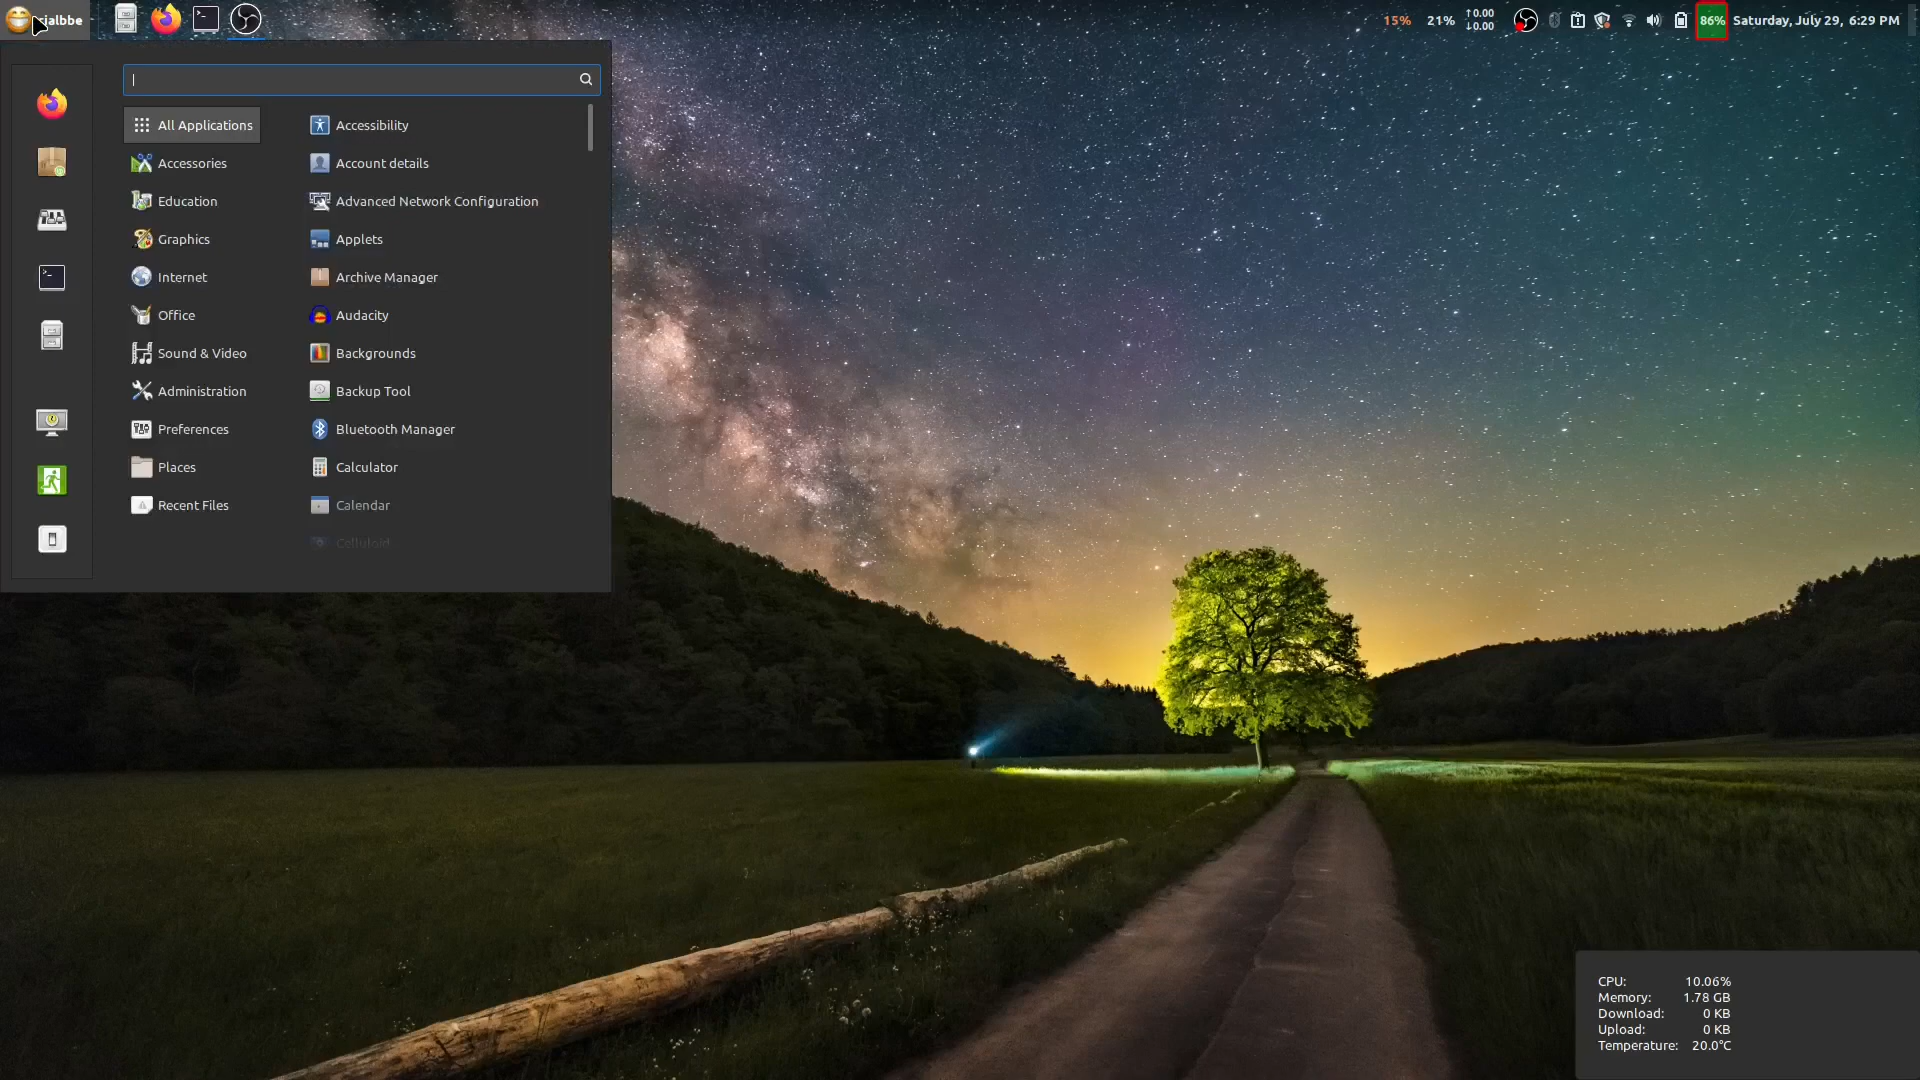 15% 21% ↑0.00
↓0.00
86% Saturday, July 29, 6:29 PM
All Applications
Accessories
Education
Graphics
Internet
Office
Sound & Video
Administration
Preferences
Places
Recent Files
Accessibility
Account details
Advanced Network Configuration
Applets
Archive Manager
Audacity
Backgrounds
Backup Tool
Bluetooth Manager
Calculator
Calendar
Celluloid
CPU: 10.06%
Memory: 1.78 GB
Download: 0 KB
Upload: 0 KB
Temperature: 20.0°C